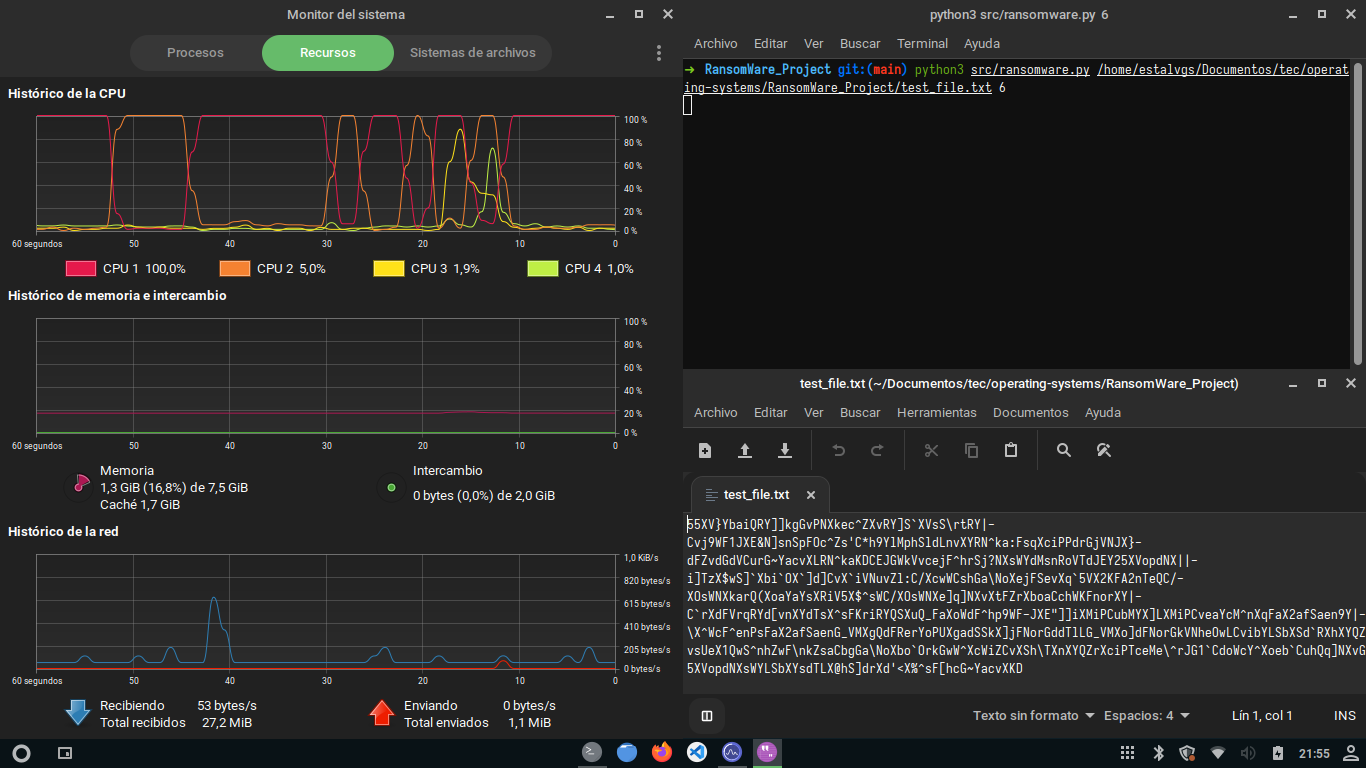 Monitor del sistema
Procesos
Recursos
Sistemas de archivos
Histórico de la CPU
100 %
80 %
60 %
40 %
20 %
0 %
60 segundos
50
40
30
20
10
0
CPU 1 100,0%
CPU 2 5,0%
CPU 3 1,9%
CPU 4 1,0%
Histórico de memoria e intercambio
100 %
80 %
60 %
40 %
20 %
0 %
60 segundos
50
40
30
20
10
0
Memoria
1,3 GiB (16,8%) de 7,5 GiB
Caché 1,7 GiB
Intercambio
0 bytes (0,0%) de 2,0 GiB
Histórico de la red
1,0 KiB/s
820 bytes/s
615 bytes/s
410 bytes/s
205 bytes/s
0 bytes/s
60 segundos
50
40
30
20
10
0
Recibiendo 53 bytes/s
Total recibidos 27,2 MiB
Enviando 0 bytes/s
Total enviados 1,1 MiB
python3 src/ransomware.py 6
Archivo Editar Ver Buscar Terminal Ayuda
➜ RansomWare_Project git:(main) python3 src/ransomware.py /home/estalvgs/Documentos/tec/operat
ing-systems/RansomWare_Project/test_file.txt 6
test_file.txt (~/Documentos/tec/operating-systems/RansomWare_Project)
Archivo Editar Ver Buscar Herramientas Documentos Ayuda
test_file.txt
55XV}YbaiQRY]]kgGvPNXkec^ZXvRY]S`XVsS\rtRY|-
Cvj9WF1JXE&N]snSpFOc^Zs'C*h9YlMphSldLnvXYRN^ka:FsqXciPPdrGjVNJX}-
dFZvdGdVCurG~YacvXLRN^kaKDCEJGWkVvcejF^hrSj?NXsWYdMsnRoVTdJEY25XVopdNX||-
i]TzX$wS]`Xbi`OX`]d]CvX`iVNuvZl:C/XcwWCshGa\NoXejFSevXq`5VX2KFA2nTeQC/-
XOsWNXkarQ(XoaYaYsXRiV5X$^sWC/XOsWNXe]q]NXvXtFZrXboaCchWKFnorXY|-
C`rXdFVrqRYd[vnXYdTsX^sFKriRYQSXuQ_FaXoWdF^hp9WF-JXE"]]iXMiPCubMYX]LXMiPCveaYcM^nXqFaX2afSaen9Y|-
\X^WcF^enPsFaX2afSaenG_VMXgQdFRerYoPUXgadSSkX]jFNorGddTlLG_VMXo]dFNorGkVNheOwLCvibYLSbXSd`RXhXYQZ
vsUeX1QwS^nhZwF\nkZsaCbgGa\NoXbo`OrkGwW^XcWiZCvXSh\TXnXYQZrXciPTceMe\^rJG1`CdoWcY^Xoeb`CuhQq]NXvG
5XVopdNXsWYLSbXYsdTLX@hS]drXd'<X%^sF[hcG~YacvXKD
Texto sin formato
Espacios: 4
Lín 1, col 1
INS
21:55